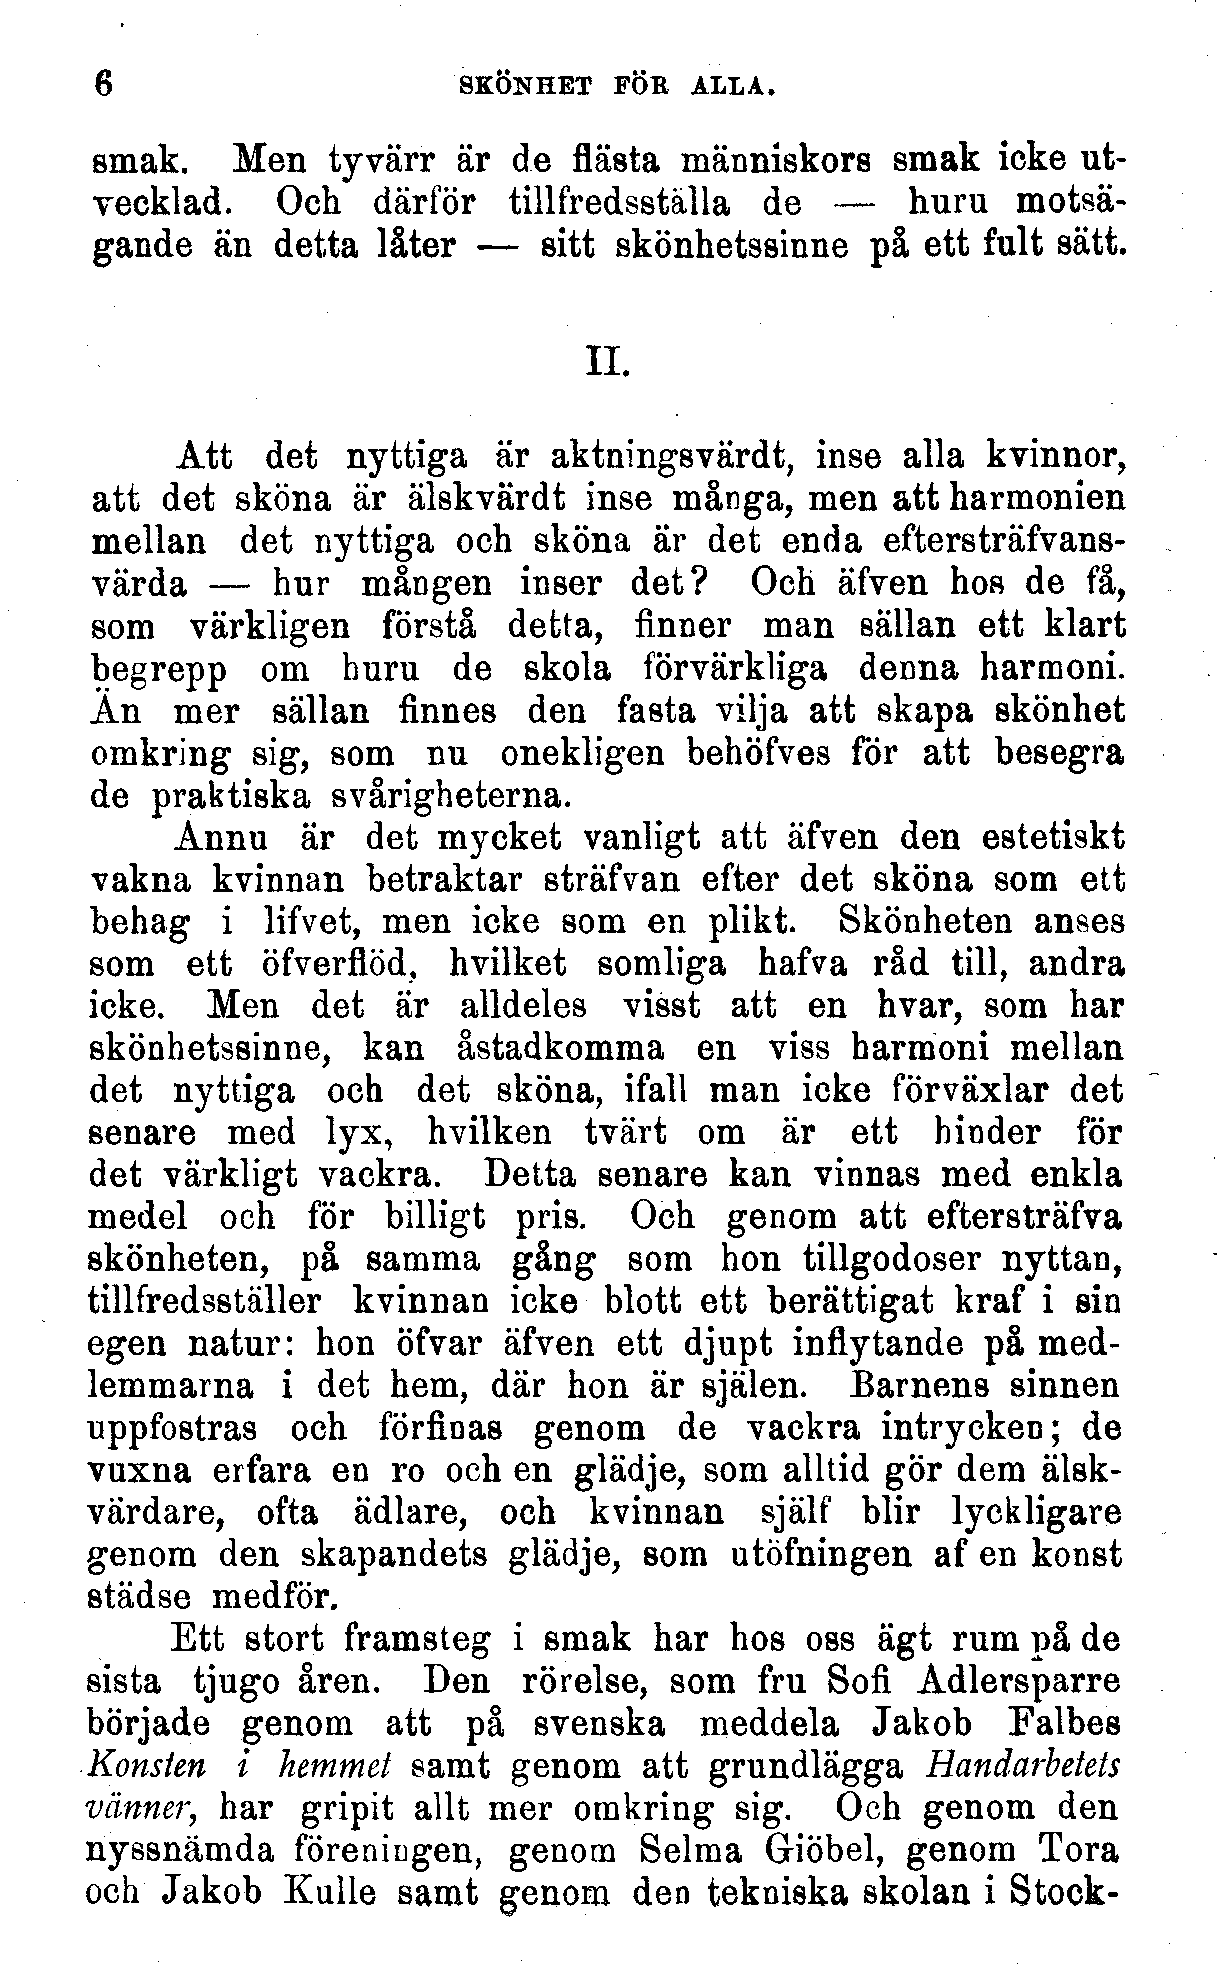 6 SKÖNHET FÖR ALLA.
smak. Men tyvärr är de flästa människors smak icke ut-
vecklad. Och därför tillfredsställa de — huru motsä-
gande än detta låter — sitt skönhetssinne på ett fult sätt.
II.
Att det nyttiga är aktningsvärdt, inse alla kvinnor,
att det sköna är älskvärdt inse många, men att harmonien
mellan det nyttiga och sköna är det enda eftersträfvans-
värda — hur mången inser det? Och äfven hos de få,
som värkligen förstå detta, finner man sällan ett klart
begrepp om huru de skola förvärkliga denna harmoni.
Än mer sällan finnes den fasta vilja att skapa skönhet
omkring sig, som nu onekligen behöfves för att besegra
de praktiska svårigheterna.
Annu är det mycket vanligt att äfven den estetiskt
vakna kvinnan betraktar sträfvan efter det sköna som ett
behag i lifvet, men icke som en plikt. Skönheten anses
som ett öfverflöd, hvilket somliga hafva råd till, andra
icke. Men det är alldeles visst att en hvar, som har
skönhetssinne, kan åstadkomma en viss harmoni mellan
det nyttiga och det sköna, ifall man icke förväxlar det
senare med lyx, hvilken tvärt om är ett hinder för
det värkligt vackra. Detta senare kan vinnas med enkla
medel och för billigt pris. Och genom att eftersträfva
skönheten, på samma gång som hon tillgodoser nyttan,
tillfredsställer kvinnan icke blott ett berättigat kraf i sin
egen natur: hon öfvar äfven ett djupt inflytande på med-
lemmarna i det hem, där hon är själen. Barnens sinnen
uppfostras och förfinas genom de vackra intrycken; de
vuxna erfara en ro och en glädje, som alltid gör dem älsk-
värdare, ofta ädlare, och kvinnan själf blir lyckligare
genom den skapandets glädje, som utöfningen af en konst
städse medför.
Ett stort framsteg i smak har hos oss ägt rum på de
sista tjugo åren. Den rörelse, som fru Sofi Adlersparre
började genom att på svenska meddela Jakob Falbes
Konsten i hemmet samt genom att grundlägga Handarbetets
vänner, har gripit allt mer omkring sig. Och genom den
nyssnämda föreningen, genom Selma Giöbel, genom Tora
och Jakob Kulle samt genom den tekniska skolan i Stock-